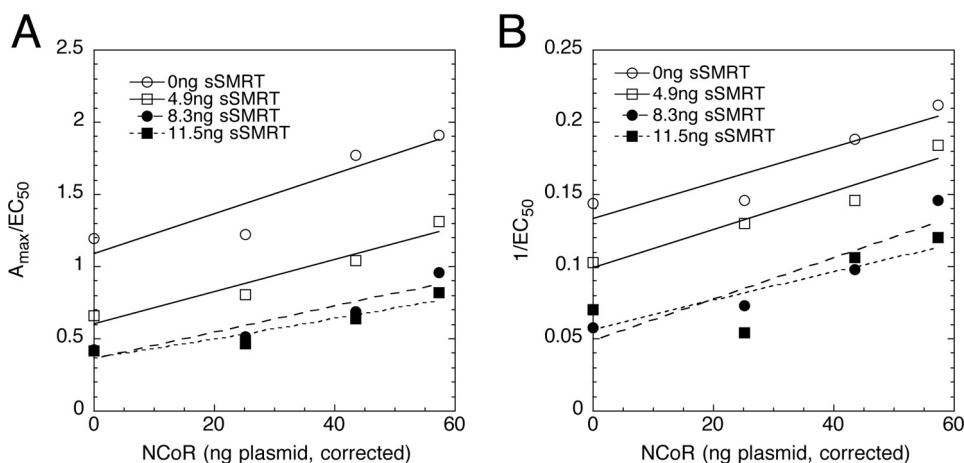 A
2.5
2
1.5
1
0.5
0
0
20
40
60
A_max/EC_50
NCoR (ng plasmid, corrected)
0ng sSMRT
4.9ng sSMRT
8.3ng sSMRT
11.5ng sSMRT
B
0.25
0.2
0.15
0.1
0.05
0
0
20
40
60
1/EC_50
NCoR (ng plasmid, corrected)
0ng sSMRT
4.9ng sSMRT
8.3ng sSMRT
11.5ng sSMRT